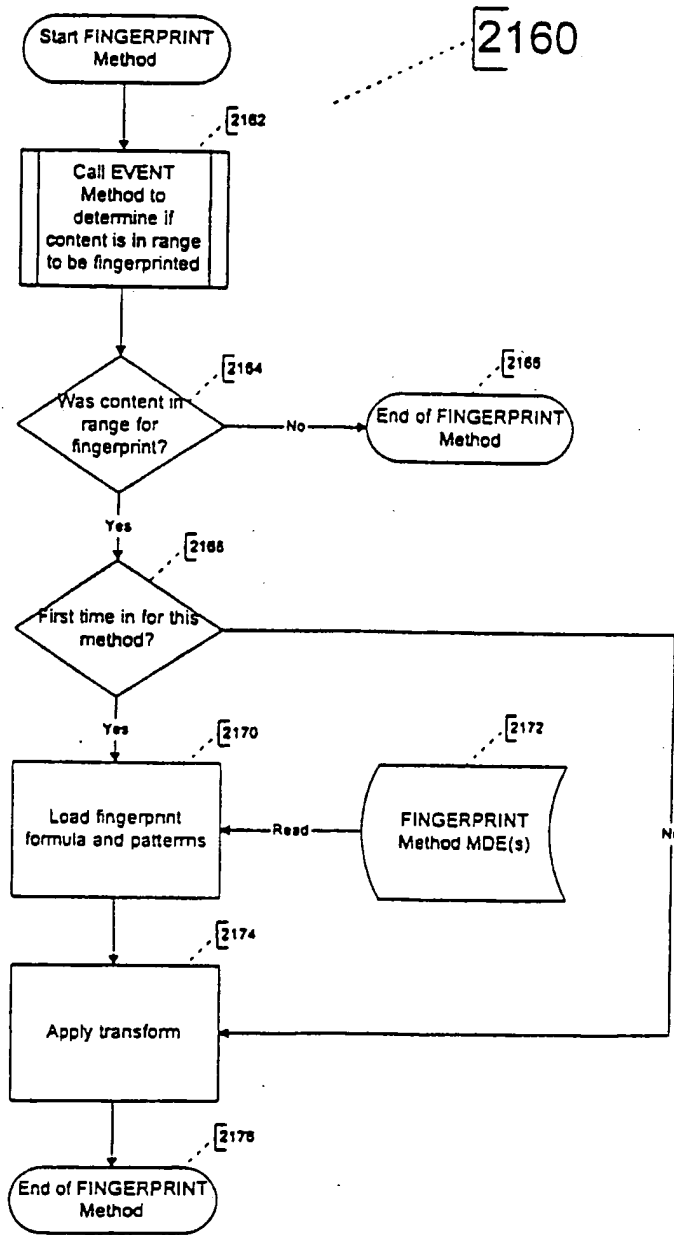 Start FINGERPRINT
Method
2160
2162
Call EVENT
Method to
determine if
content is in range
to be fingerprinted
2164
Was content in
range for
fingerprint?
No
2166
End of FINGERPRINT
Method
Yes
2168
First time in for this
method?
Yes
2170
Load fingerprint
formula and patterns
Read
2172
FINGERPRINT
Method MDE(s)
No
2174
Apply transform
2176
End of FINGERPRINT
Method